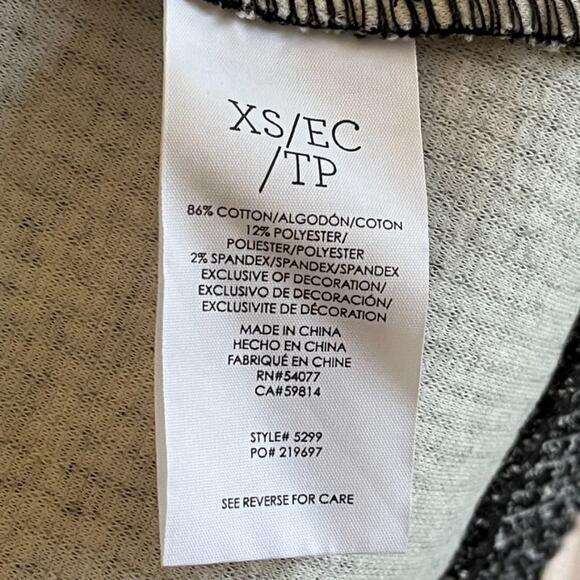 XS/EC
/TP
86% COTTON/ALGODÓN/COTON
12% POLYESTER/
POLIESTER/POLYESTER
2% SPANDEX/SPANDEX/SPANDEX
EXCLUSIVE OF DECORATION/
EXCLUSIVO DE DECORACIÓN/
EXCLUSIVITE DE DÉCORATION
MADE IN CHINA
HECHO EN CHINA
FABRIQUÉ EN CHINE
RN#54077
CA#59814
STYLE# 5299
PO# 219697
SEE REVERSE FOR CARE